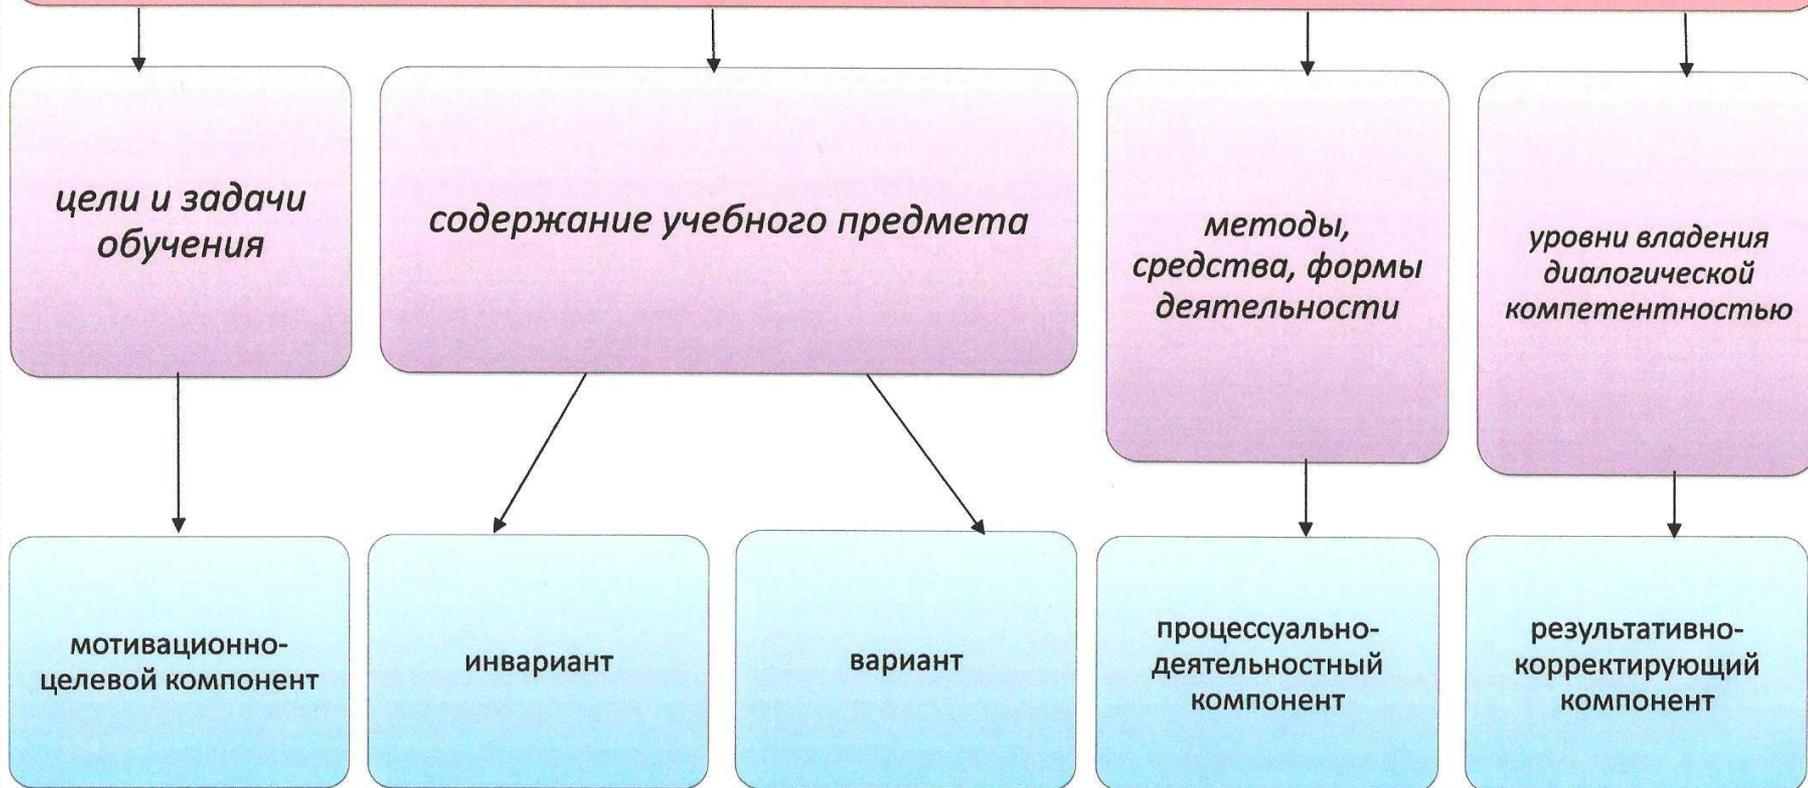 цели и задачи
обучения
содержание учебного предмета
методы,
средства, формы
деятельности
уровни владения
диалогической
компетентностью
мотивационно-
целевой компонент
инвариант
вариант
процессуально-
деятельностный
компонент
результативно-
корректирующий
компонент